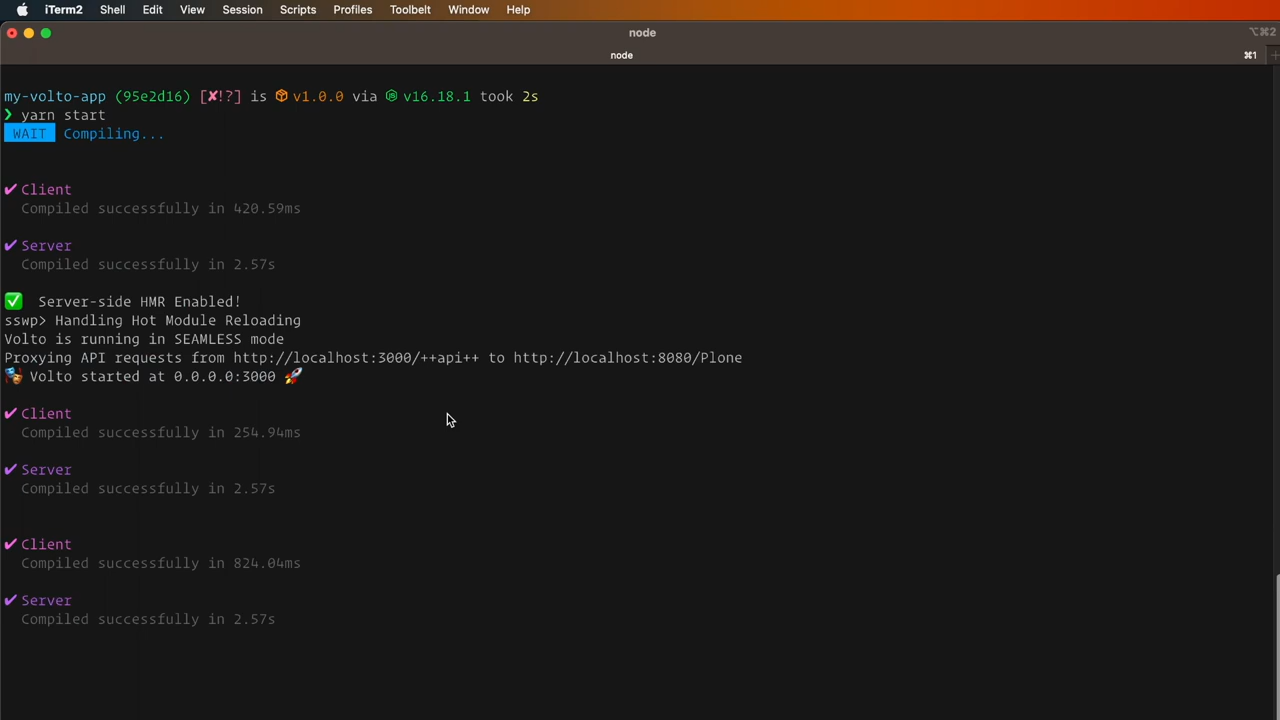 iTerm2 Shell Edit View Session Scripts Profiles Toolbelt Window Help
node
⌥⌘2
node
⌘1
my-volto-app (95e2d16) [✘!?] is 📦 v1.0.0 via v16.18.1 took 2s
❯ yarn start
WAIT Compiling...
✔ Client
Compiled successfully in 420.59ms
✔ Server
Compiled successfully in 2.57s
✅ Server-side HMR Enabled!
sswp> Handling Hot Module Reloading
Volto is running in SEAMLESS mode
Proxying API requests from http://localhost:3000/++api++ to http://localhost:8080/Plone
🎭 Volto started at 0.0.0.0:3000 🚀
✔ Client
Compiled successfully in 254.94ms
✔ Server
Compiled successfully in 2.57s
✔ Client
Compiled successfully in 824.04ms
✔ Server
Compiled successfully in 2.57s